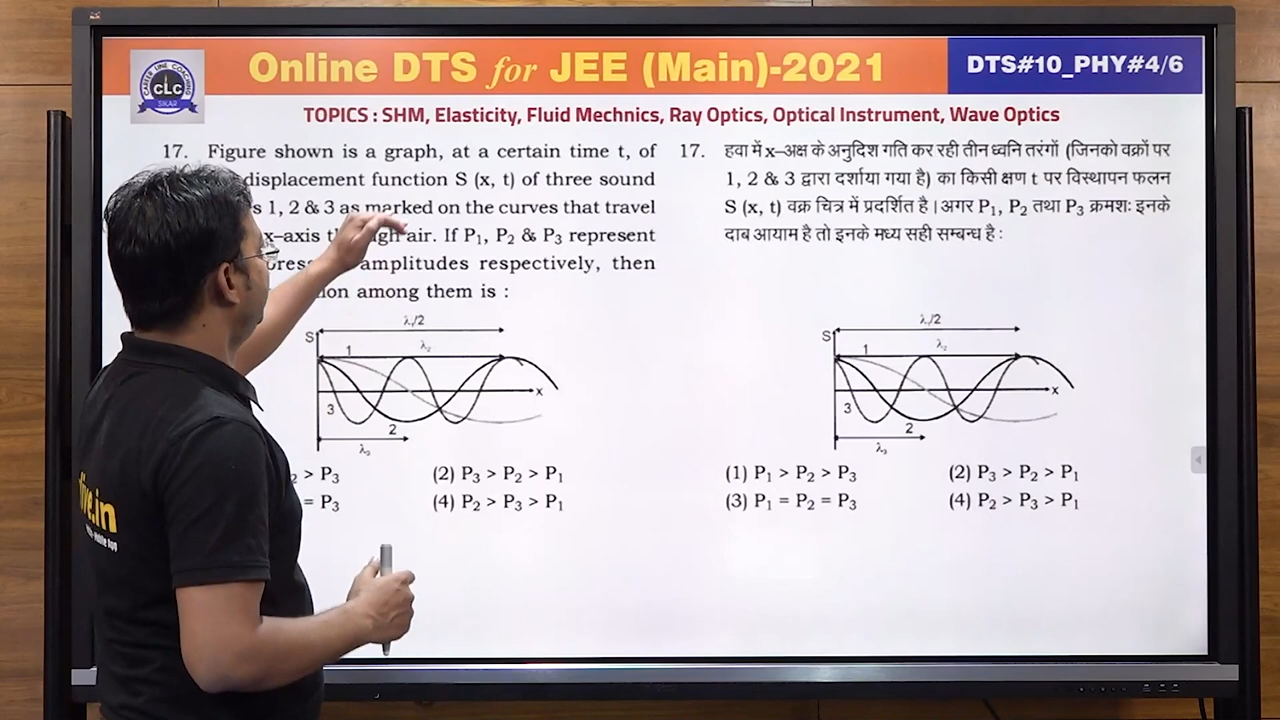 Online DTS for JEE (Main)-2021
DTS#10_PHY#4/6
CAREER LINE COACHING
CLC
SIKAR
TOPICS : SHM, Elasticity, Fluid Mechnics, Ray Optics, Optical Instrument, Wave Optics
17. Figure shown is a graph, at a certain time t, of
displacement function S (x, t) of three sound
1, 2 & 3 as marked on the curves that travel
x–axis air. If P₁, P₂ & P₃ represent
amplitudes respectively, then
among them is :
λ₁/2
S
1
λ₂
x
3
2
λ₃
> P₃
(2) P₃ > P₂ > P₁
= P₃
(4) P₂ > P₃ > P₁
17. हवा में x–अक्ष के अनुदिश गति कर रही तीन ध्वनि तरंगों (जिनको वक्रों पर
1, 2 & 3 द्वारा दर्शाया गया है) का किसी क्षण t पर विस्थापन फलन
S (x, t) वक्र चित्र में प्रदर्शित है। अगर P₁, P₂ तथा P₃ क्रमशः इनके
दाब आयाम है तो इनके मध्य सही सम्बन्ध है :
λ₁/2
S
1
λ₂
x
3
2
λ₃
(1) P₁ > P₂ > P₃
(2) P₃ > P₂ > P₁
(3) P₁ = P₂ = P₃
(4) P₂ > P₃ > P₁
live.in
Mobile App